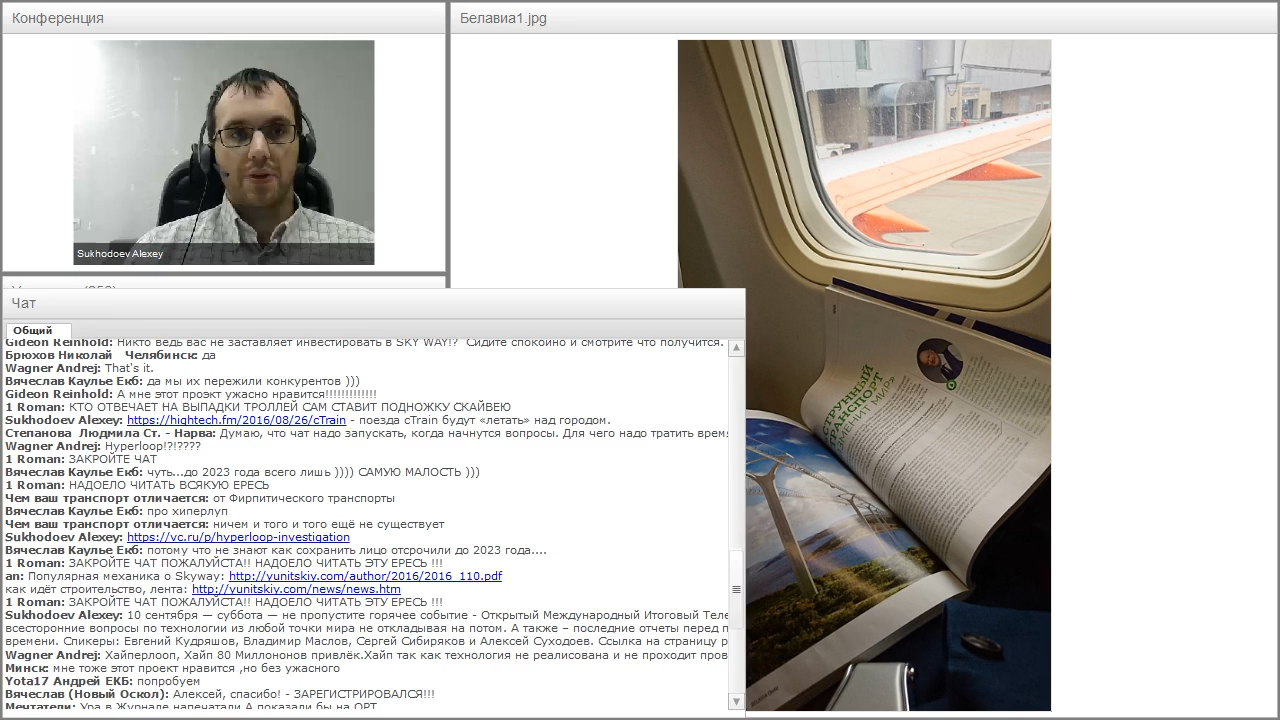 Конференция
Белавиа1.jpg
Sukhodoev Alexey
Чат
Общий
Gideon Reinhold: Никто ведь вас не заставляет инвестировать в SKY WAY!? Сидите спокойно и смотрите что получится.
Брюхов Николай - Челябинск: да
Wagner Andrej: That's it.
Вячеслав Каулье Екб: да мы их пережили конкурентов )))
Gideon Reinhold: А мне этот проэкт ужасно нравится!!!!!!!!!!!!!
1 Roman: КТО ОТВЕЧАЕТ НА ВЫПАДКИ ТРОЛЛЕЙ САМ СТАВИТ ПОДНОЖКУ СКАЙВЕЮ
Sukhodoev Alexey: https://hightech.fm/2016/08/26/cTrain - поезда cTrain будут «летать» над городом.
Степанова Людмила Ст. - Нарва: Думаю, что чат надо запускать, когда начнутся вопросы. Для чего надо тратить врем
Wagner Andrej: Hyperloop!?!????
1 Roman: ЗАКРОЙТЕ ЧАТ
Вячеслав Каулье Екб: чуть...до 2023 года всего лишь )))) САМУЮ МАЛОСТЬ )))
1 Roman: НАДОЕЛО ЧИТАТЬ ВСЯКУЮ ЕРЕСЬ
Чем ваш транспорт отличается: от Фирпитического транспорты
Вячеслав Каулье Екб: про хиперлуп
Чем ваш транспорт отличается: ничем и того и того ещё не существует
Sukhodoev Alexey: https://vc.ru/p/hyperloop-investigation
Вячеслав Каулье Екб: потому что не знают как сохранить лицо отсрочили до 2023 года....
1 Roman: ЗАКРОЙТЕ ЧАТ ПОЖАЛУЙСТА!! НАДОЕЛО ЧИТАТЬ ЭТУ ЕРЕСЬ !!!
an: Популярная механика о Skyway: http://yunitskiy.com/author/2016/2016_110.pdf
как идёт строительство, лента: http://yunitskiy.com/news/news.htm
1 Roman: ЗАКРОЙТЕ ЧАТ ПОЖАЛУЙСТА!! НАДОЕЛО ЧИТАТЬ ЭТУ ЕРЕСЬ !!!
Sukhodoev Alexey: 10 сентября — суббота — не пропустите горячее событие - Открытый Международный Итоговый Теле
всесторонние вопросы по технологии из любой точки мира не откладывая на потом. А также – последние отчеты перед п
времени. Спикеры: Евгений Кудряшов, Владимир Маслов, Сергей Сибиряков и Алексей Суходоев. Ссылка на страницу р
Wagner Andrej: Хайперлооп, Хайп 80 Миллионов привлёк.Хайп так как технология не реалисована и не проходит пров
Минск: мне тоже этот проект нравится ,но без ужасного
Yota17 Андрей ЕКБ: попробуем
Вячеслав (Новый Оскол): Алексей, спасибо! - ЗАРЕГИСТРИРОВАЛСЯ!!!
СТРУННЫЙ
ТРАНСПОРТ
ИЗМЕНИТ МИР»